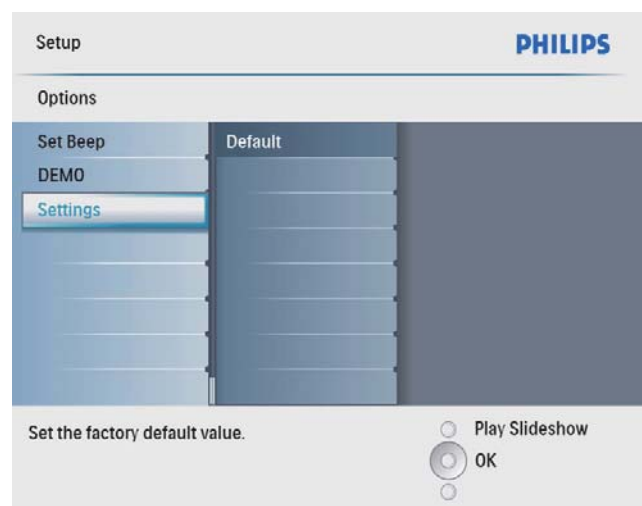 Setup
PHILIPS
Options
Set Beep
Default
DEMO
Settings
Set the factory default value.
Play Slideshow
OK